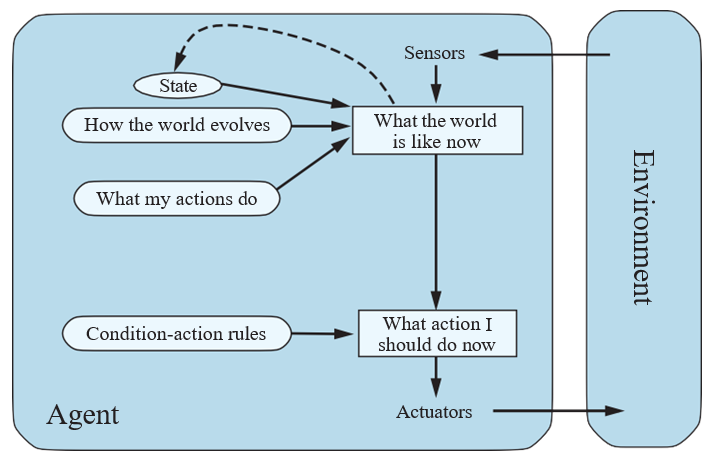 Sensors
State
How the world evolves
What the world
is like now
What my actions do
Environment
Condition-action rules
What action I
should do now
Agent
Actuators